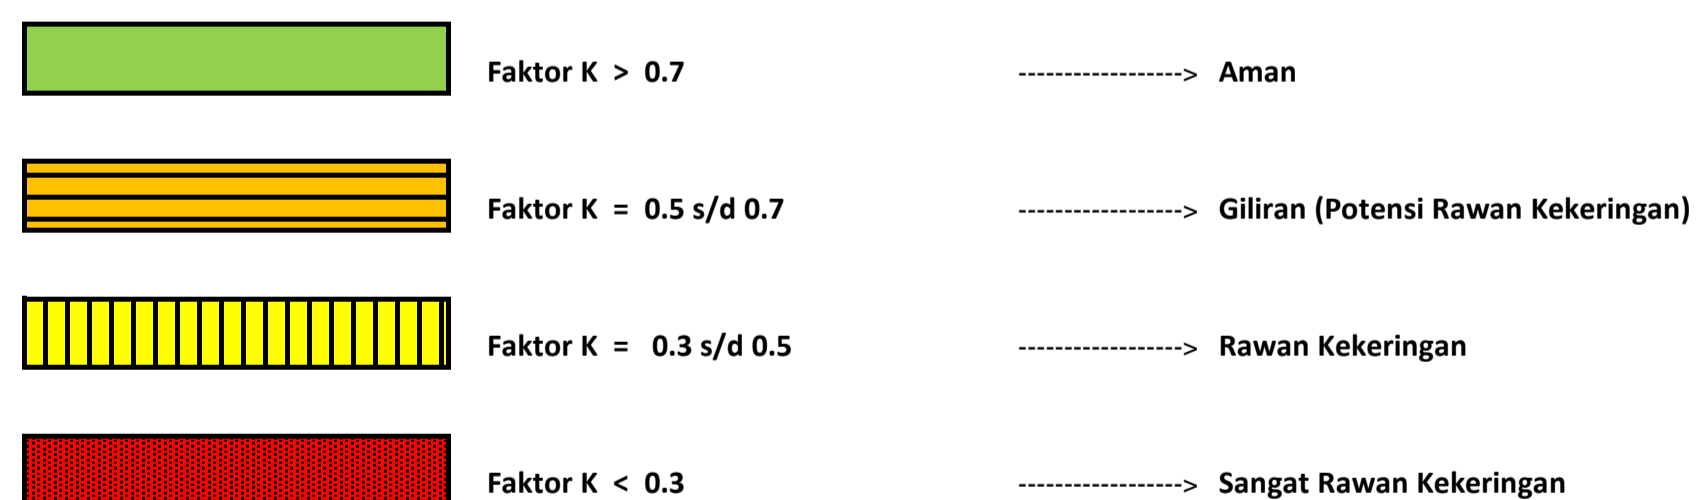 Faktor K > 0.7 ------------------> Aman
Faktor K = 0.5 s/d 0.7 ------------------> Giliran (Potensi Rawan Kekeringan)
Faktor K = 0.3 s/d 0.5 ------------------> Rawan Kekeringan
Faktor K < 0.3 ------------------> Sangat Rawan Kekeringan